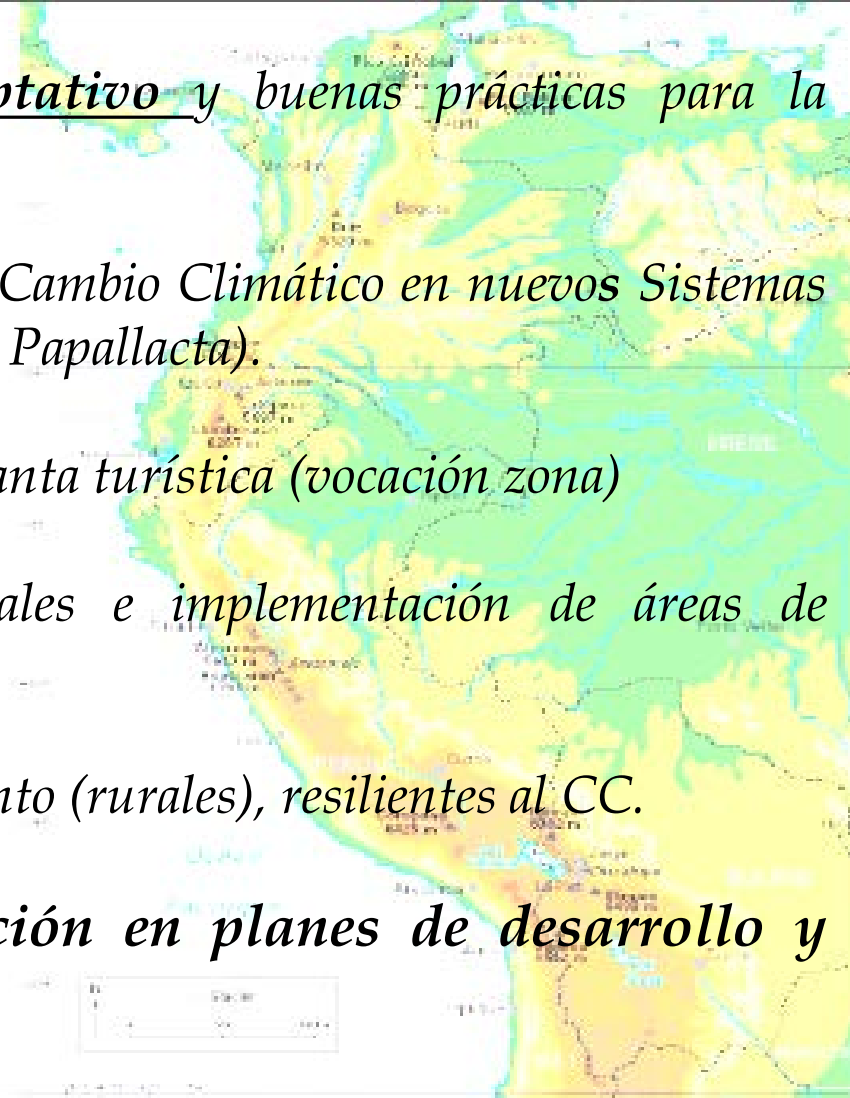 ptativo y buenas prácticas para la
Cambio Climático en nuevos Sistemas
Papallacta).
anta turística (vocación zona)
ales e implementación de áreas de
nto (rurales), resilientes al CC.
ción en planes de desarrollo y